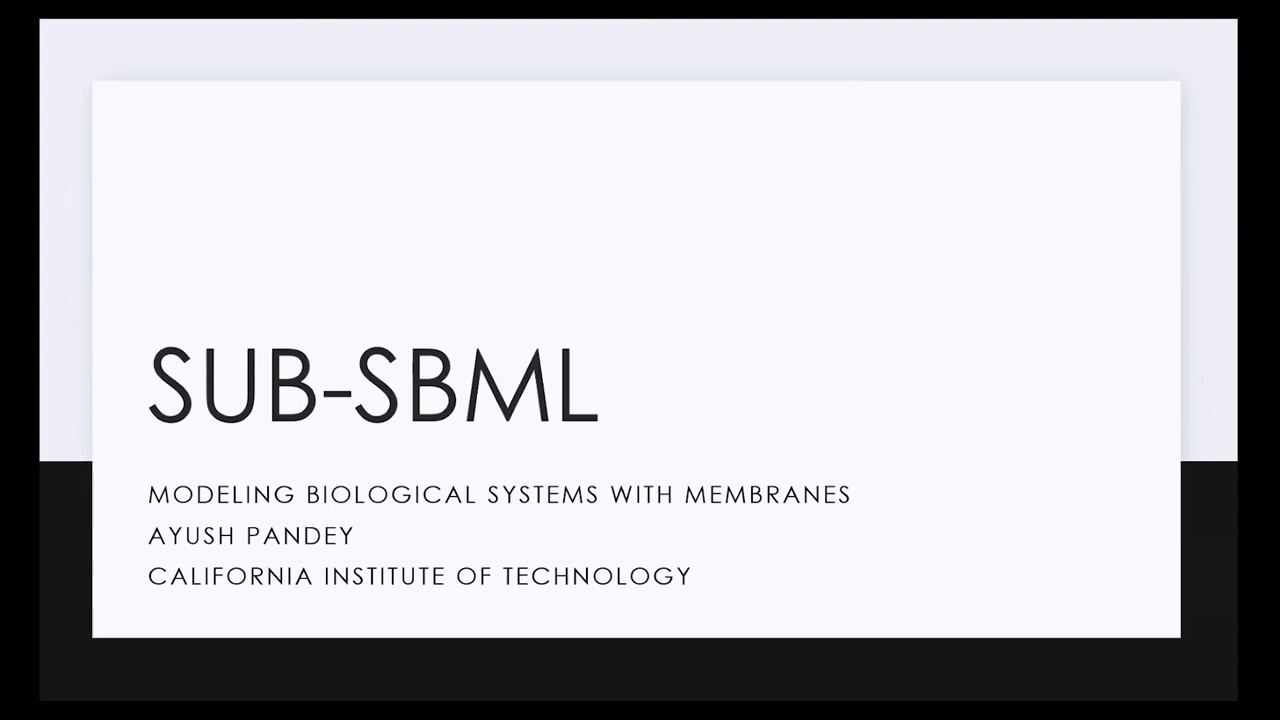 SUB-SBML
MODELING BIOLOGICAL SYSTEMS WITH MEMBRANES
AYUSH PANDEY
CALIFORNIA INSTITUTE OF TECHNOLOGY